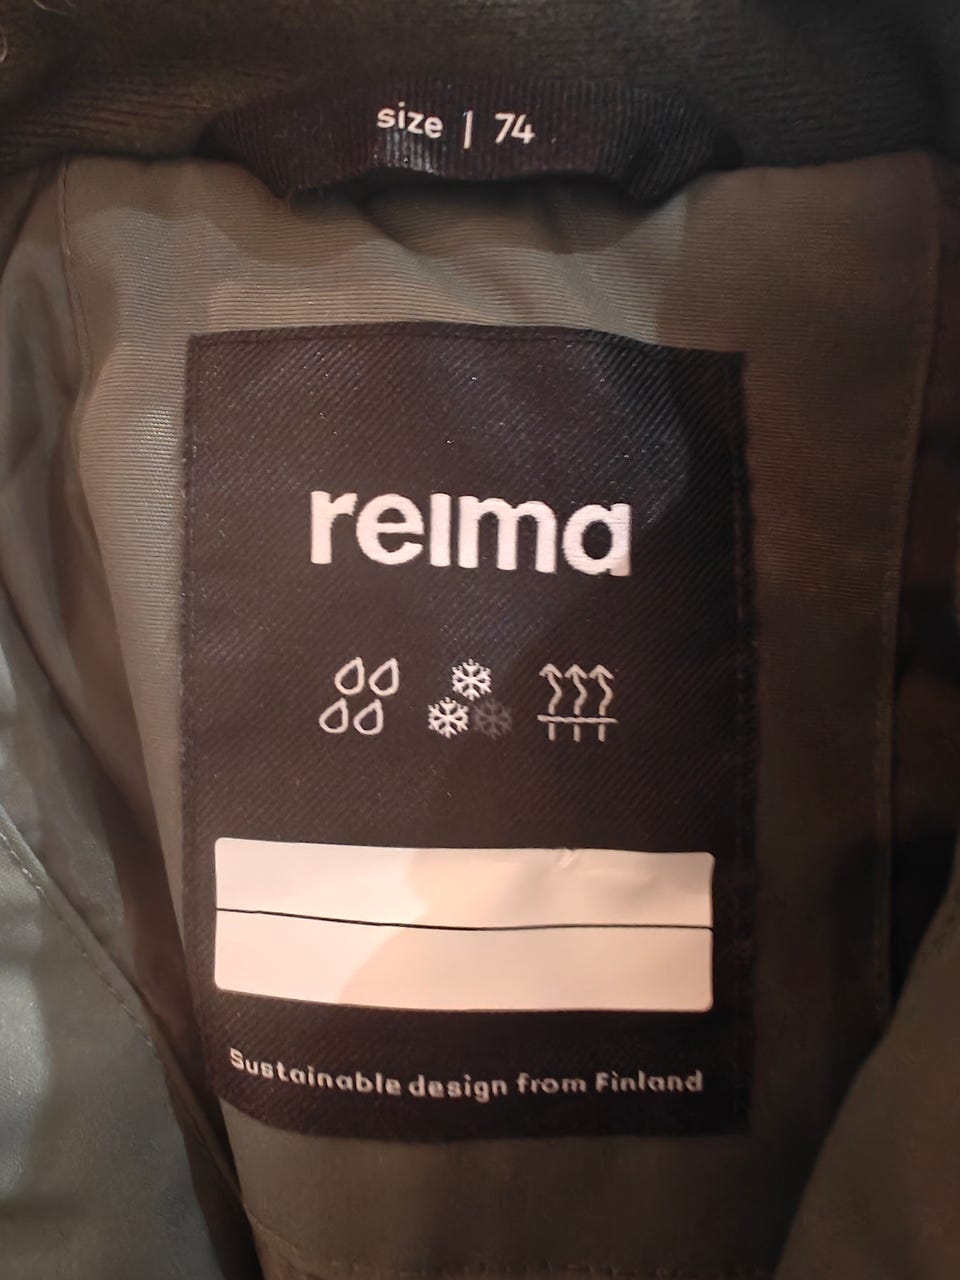 size | 74
reima
Sustainable design from Finland